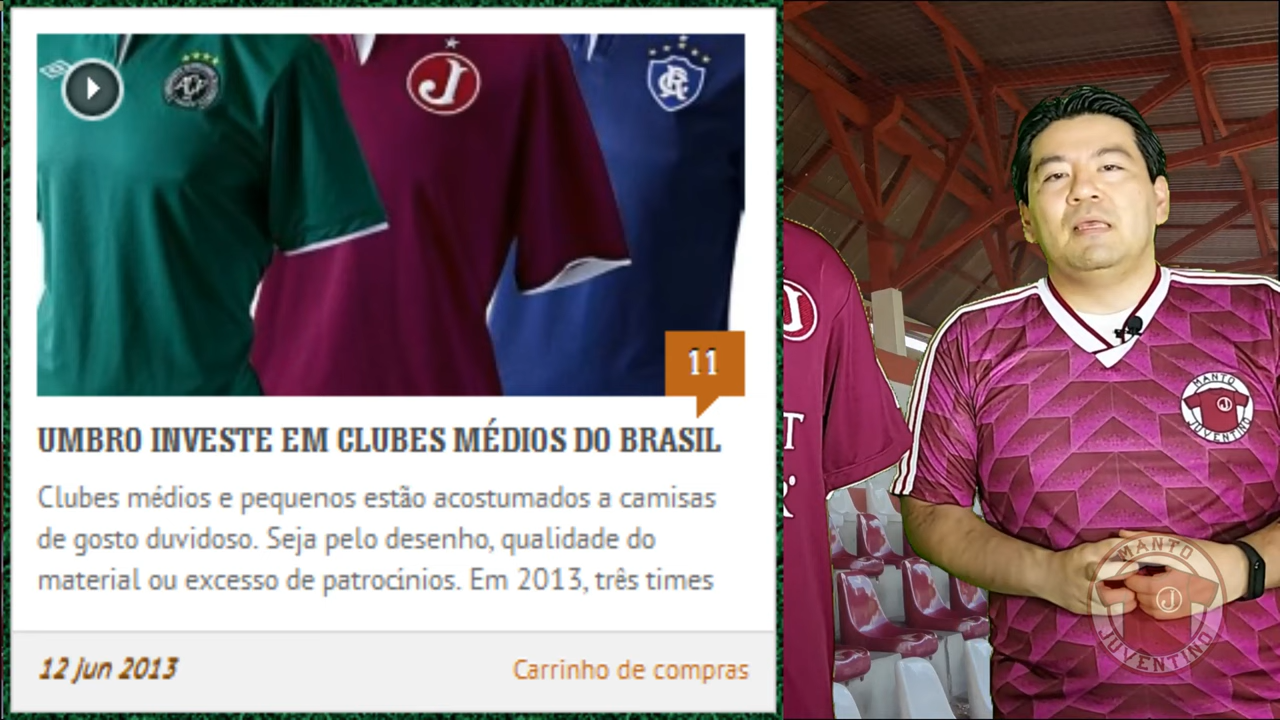 J
11
UMBRO INVESTE EM CLUBES MÉDIOS DO BRASIL
Clubes médios e pequenos estão acostumados a camisas
de gosto duvidoso. Seja pelo desenho, qualidade do
material ou excesso de patrocínios. Em 2013, três times
12 jun 2013
Carrinho de compras
MANTO
J
JUVENTINO
MANTO
J
JUVENTINO